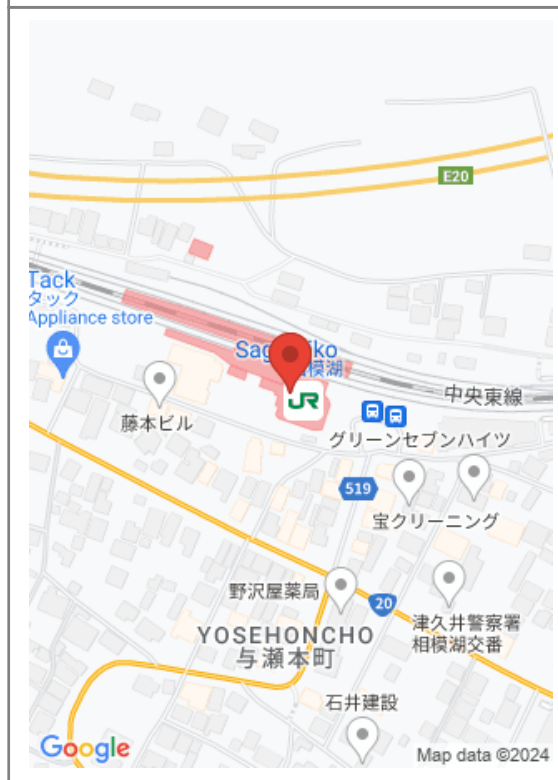 E20
Tack
タック
Appliance store
Sag
iko
模湖
JR
中央東線
藤本ビル
グリーンセブンハイツ
519
宝クリーニング
野沢屋薬局
20
津久井警察署
相模湖交番
YOSEHONCHO
与瀬本町
石井建設
Google
Map data ©2024